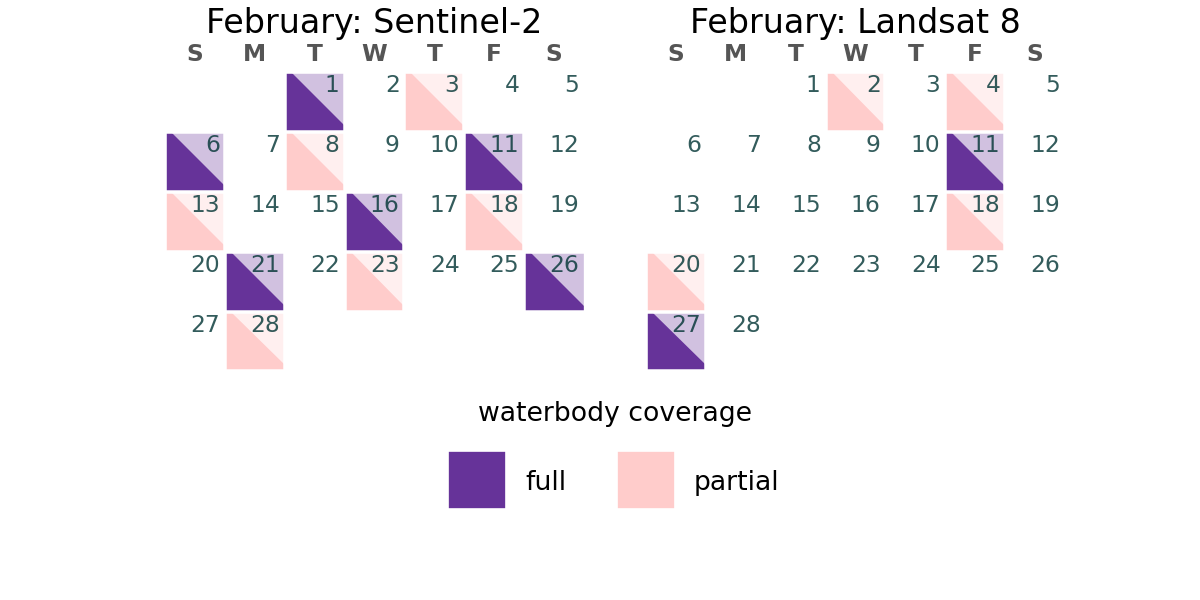 February: Sentinel-2
S M T W T F S
1 2 3 4 5
6 7 8 9 10 11 12
13 14 15 16 17 18 19
20 21 22 23 24 25 26
27 28
February: Landsat 8
S M T W T F S
1 2 3 4 5
6 7 8 9 10 11 12
13 14 15 16 17 18 19
20 21 22 23 24 25 26
27 28
waterbody coverage
full partial